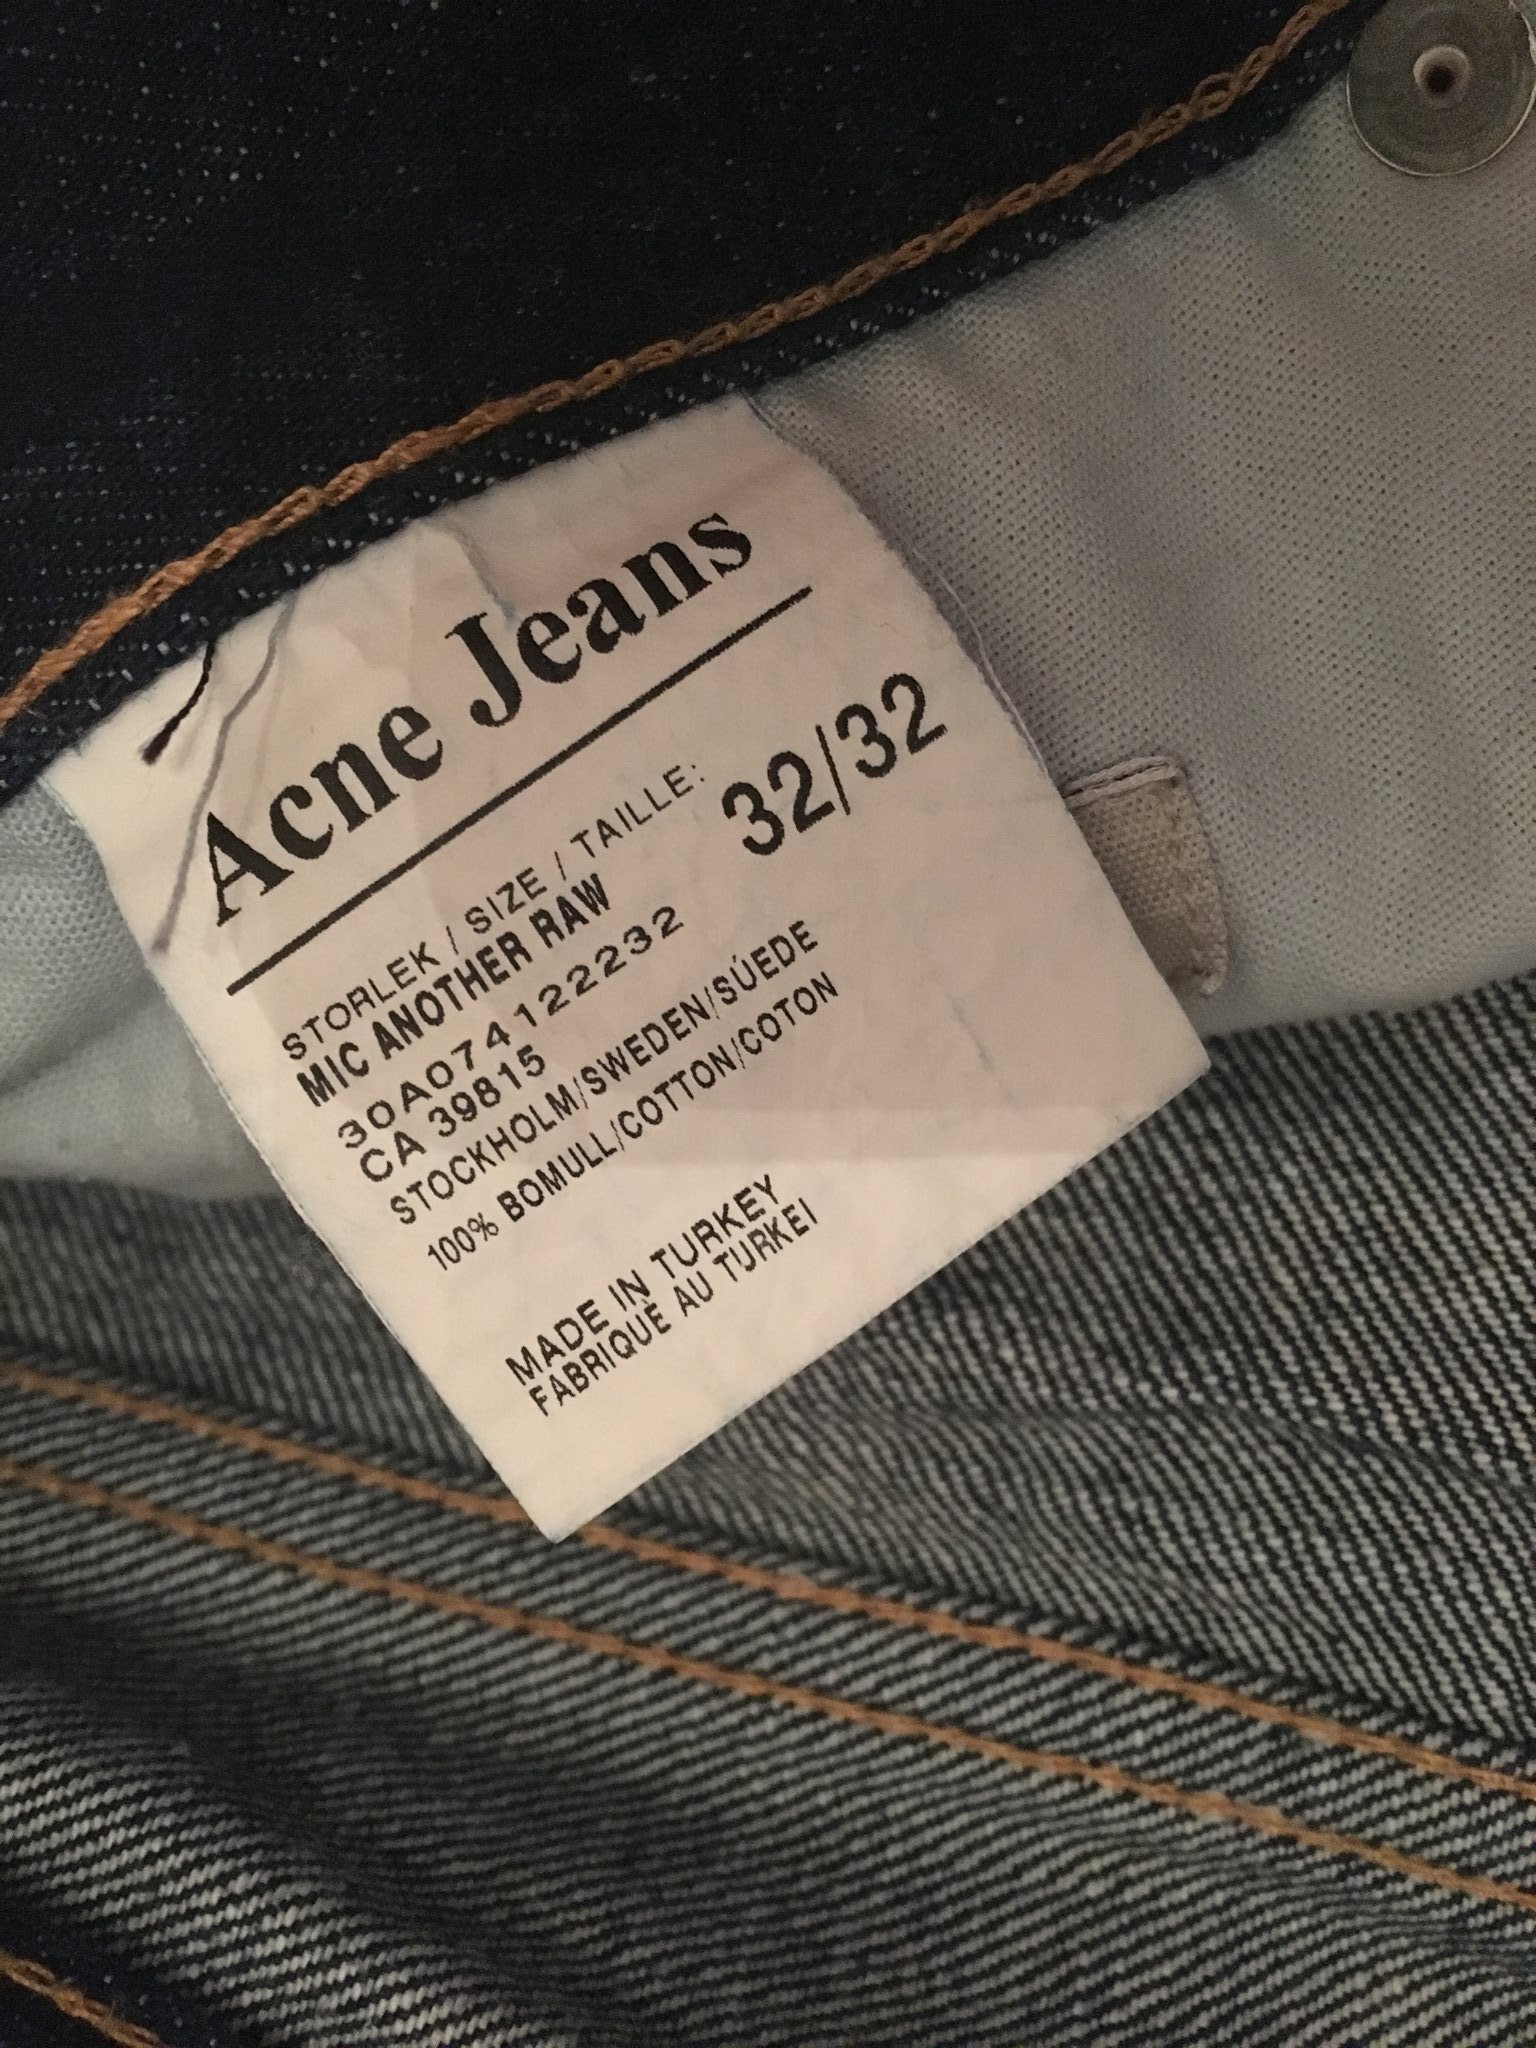 Acne Jeans
STORLEK / SIZE / TAILLE: 32/32
MIC ANOTHER RAW
30A074122232
CA 39815
STOCKHOLM/SWEDEN/SÚEDE
100% BOMULL/COTTON/COTON
MADE IN TURKEY
FABRIQUÈ AU TURKEI